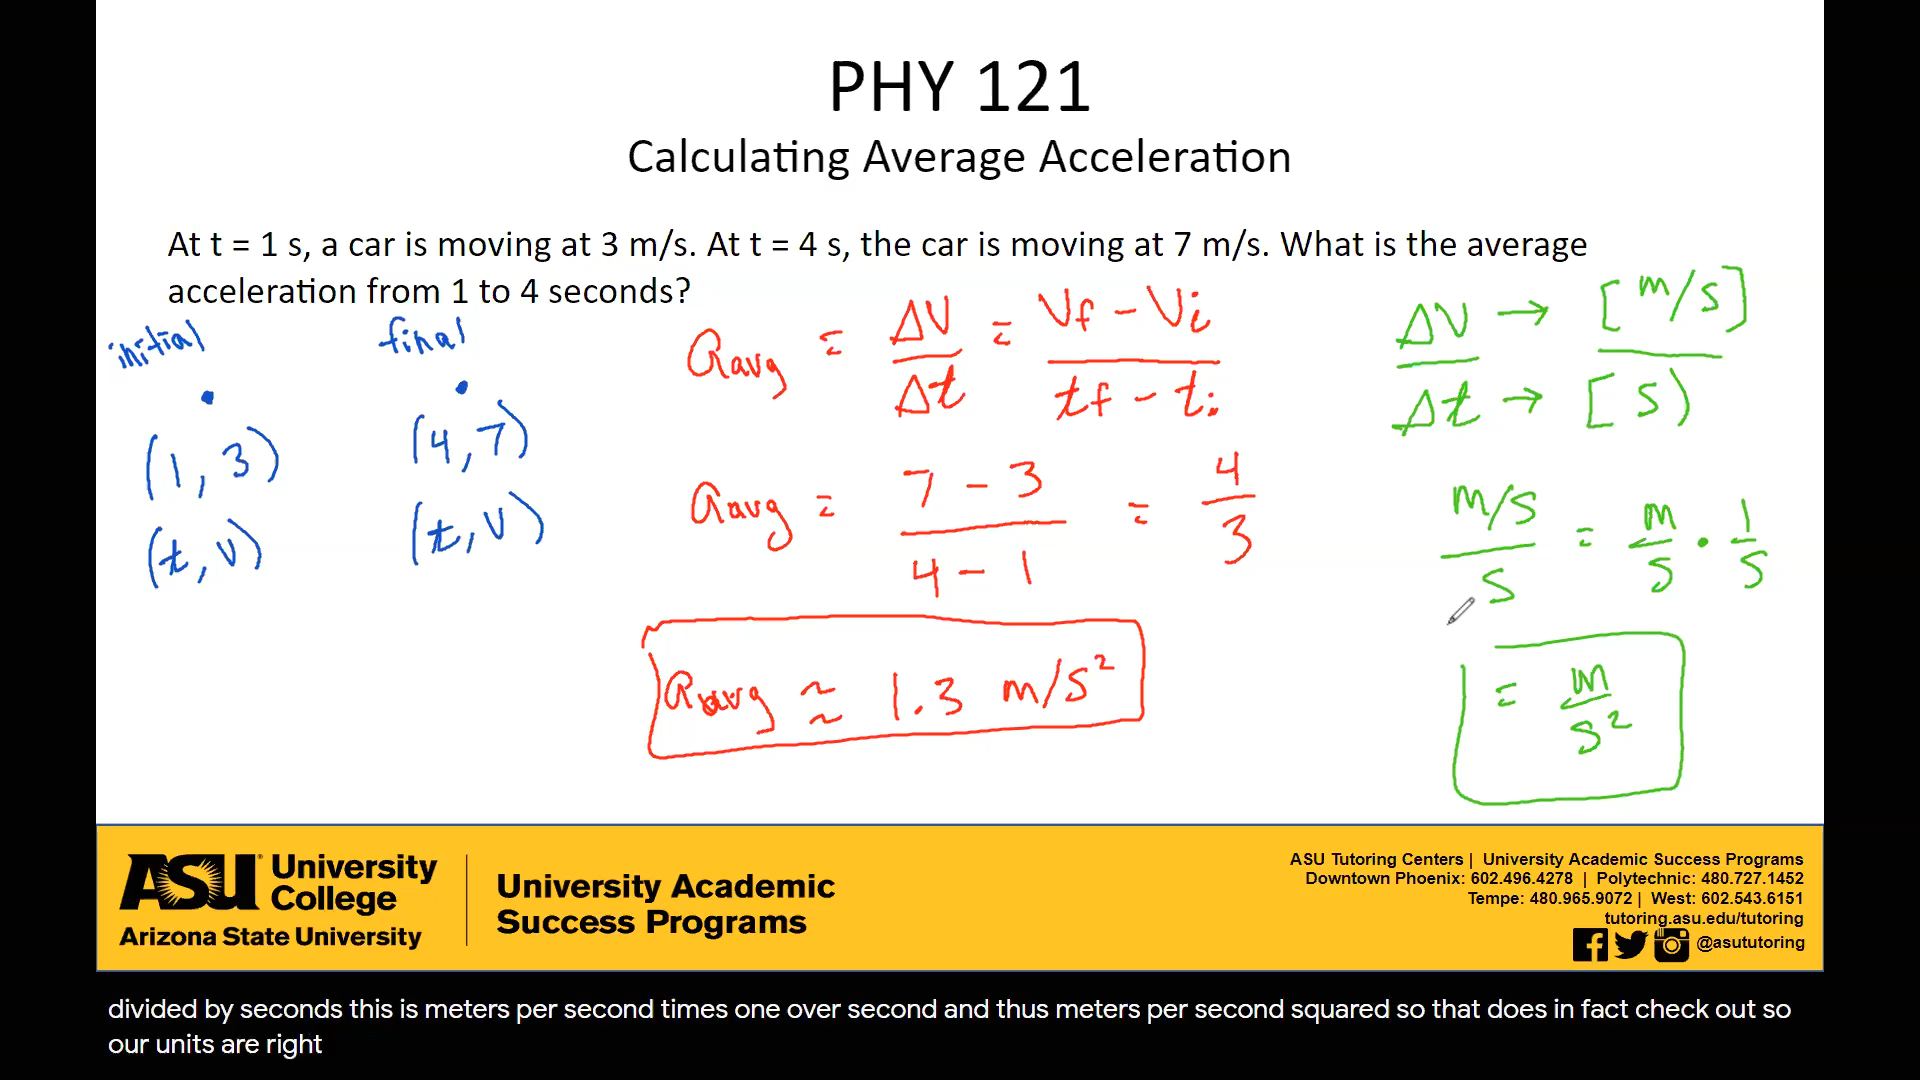 PHY 121
Calculating Average Acceleration
At t = 1 s, a car is moving at 3 m/s. At t = 4 s, the car is moving at 7 m/s. What is the average
acceleration from 1 to 4 seconds?
initial
(1, 3)
(t, v)
final
(4, 7)
(t, v)
aavg = ΔV/Δt = (Vf - Vi)/(tf - ti)
aavg = (7 - 3)/(4 - 1) = 4/3
aavg ≈ 1.3 m/s²
ΔV → [m/s]
Δt → [s)
m/s / s = m/s · 1/s
= m/s²
ASU University
College
Arizona State University
University Academic
Success Programs
ASU Tutoring Centers | University Academic Success Programs
Downtown Phoenix: 602.496.4278 | Polytechnic: 480.727.1452
Tempe: 480.965.9072 | West: 602.543.6151
tutoring.asu.edu/tutoring
@asututoring
divided by seconds this is meters per second times one over second and thus meters per second squared so that does in fact check out so
our units are right